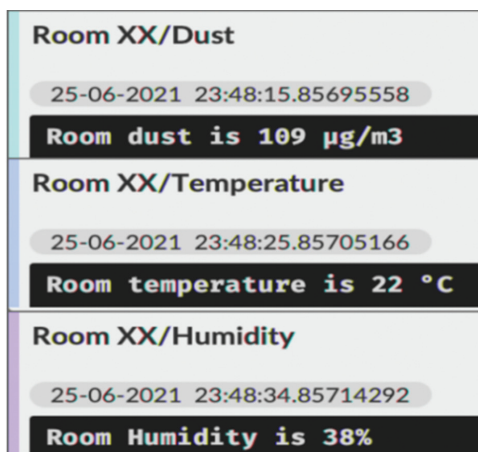 Room XX/Dust
25-06-2021 23:48:15.85695558
Room dust is 109 µg/m3
Room XX/Temperature
25-06-2021 23:48:25.85705166
Room temperature is 22 °C
Room XX/Humidity
25-06-2021 23:48:34.85714292
Room Humidity is 38%